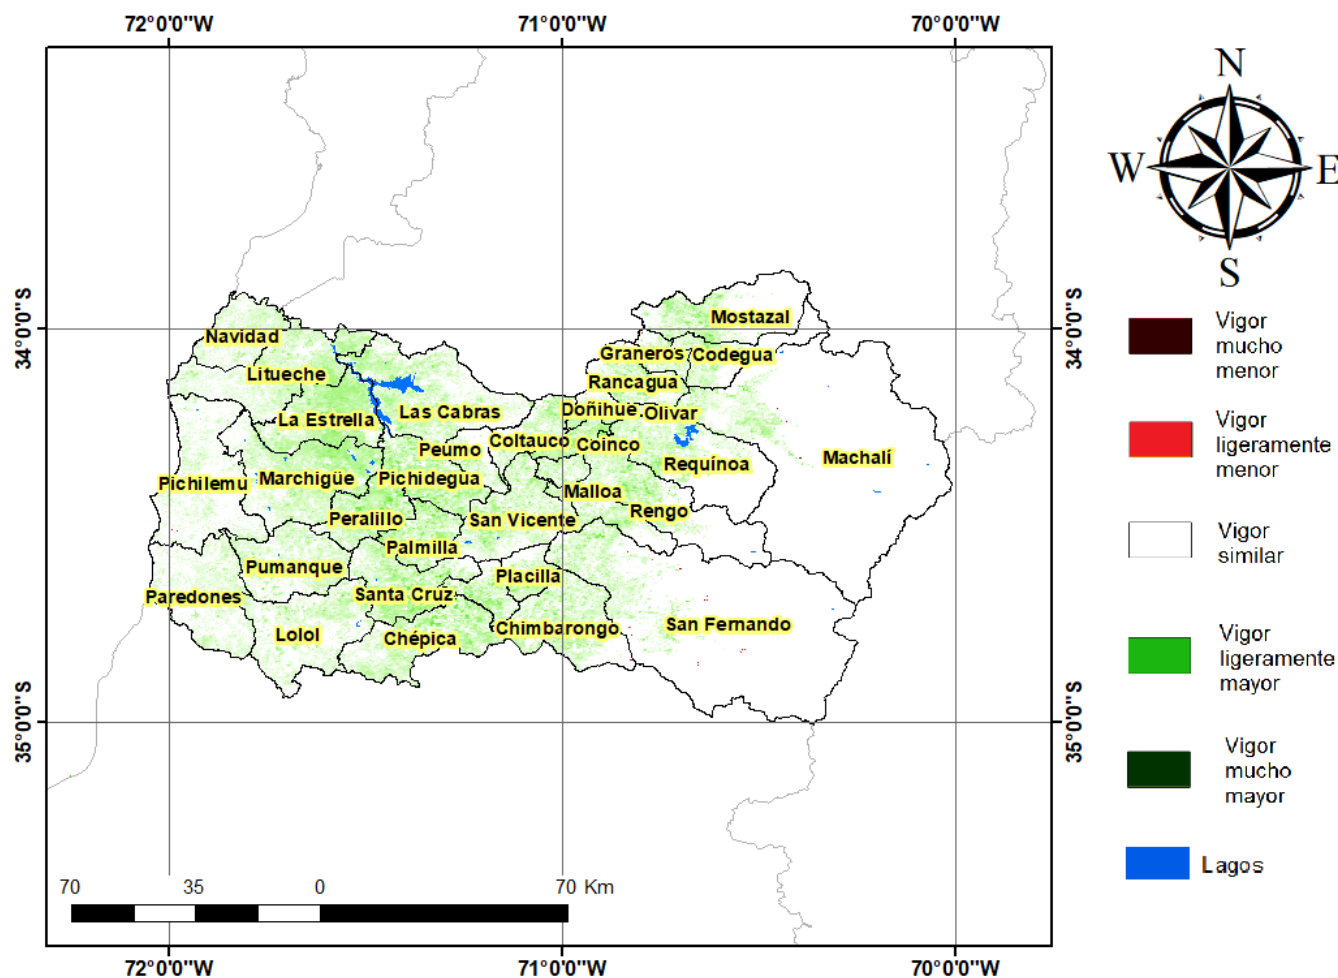 72°0'0"W 71°0'0"W 70°0'0"W
N
W E
S
34°0'0"S 34°0'0"S
35°0'0"S 35°0'0"S
Navidad
Litueche
La Estrella
Las Cabras
Mostazal
Graneros Codegua
Rancagua
Doñihue Olivar
Coltauco Coinco
Peumo
Requínoa
Machalí
Pichilemu
Marchigüe
Pichidegua
Malloa
Rengo
Peralillo
San Vicente
Palmilla
Pumanque
Placilla
Paredones
Santa Cruz
Lolol
Chépica
Chimbarongo
San Fernando
Vigor
mucho
menor
Vigor
ligeramente
menor
Vigor
similar
Vigor
ligeramente
mayor
Vigor
mucho
mayor
Lagos
70 35 0 70 Km
72°0'0"W 71°0'0"W 70°0'0"W